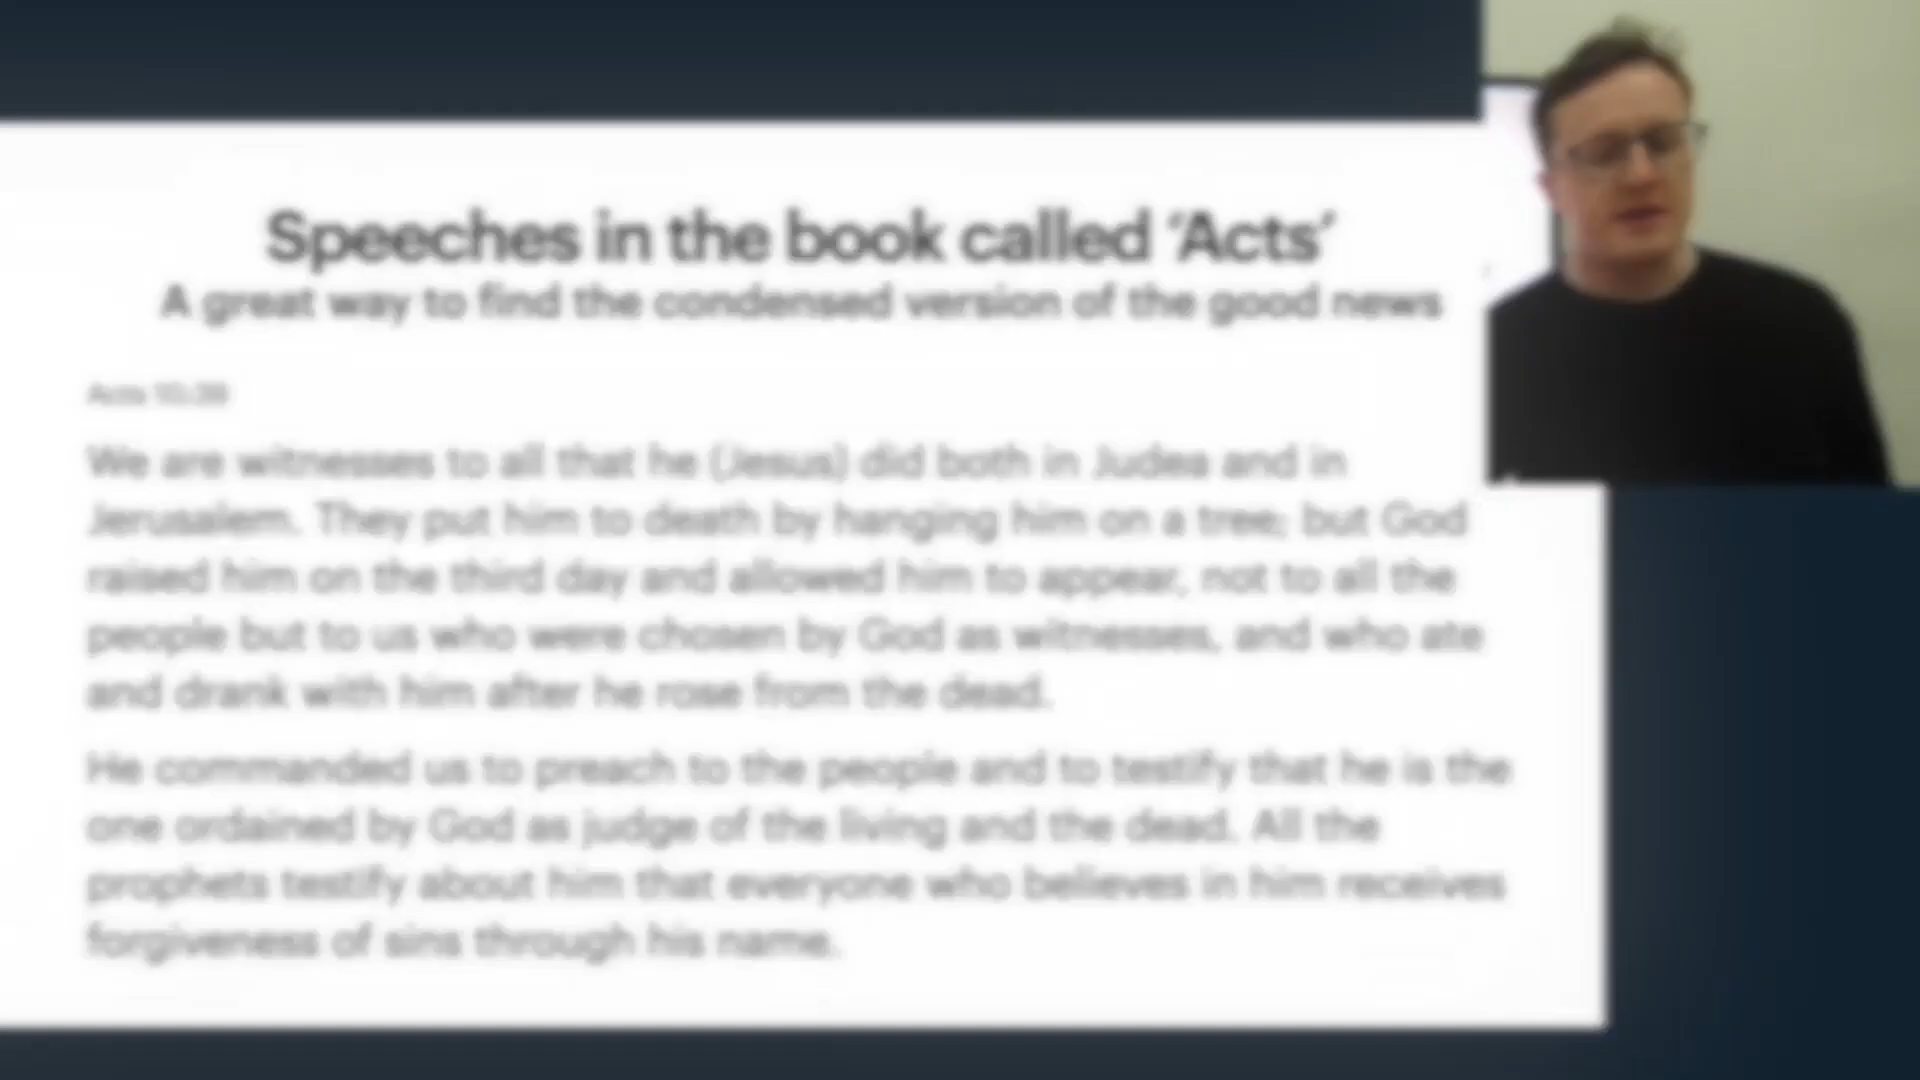 Speeches in the book called ‘Acts’
A great way to find the condensed version of the good news
Acts 10:39
We are witnesses to all that he (Jesus) did both in Judea and in
Jerusalem. They put him to death by hanging him on a tree; but God
raised him on the third day and allowed him to appear, not to all the
people but to us who were chosen by God as witnesses, and who ate
and drank with him after he rose from the dead.
He commanded us to preach to the people and to testify that he is the
one ordained by God as judge of the living and the dead. All the
prophets testify about him that everyone who believes in him receives
forgiveness of sins through his name.